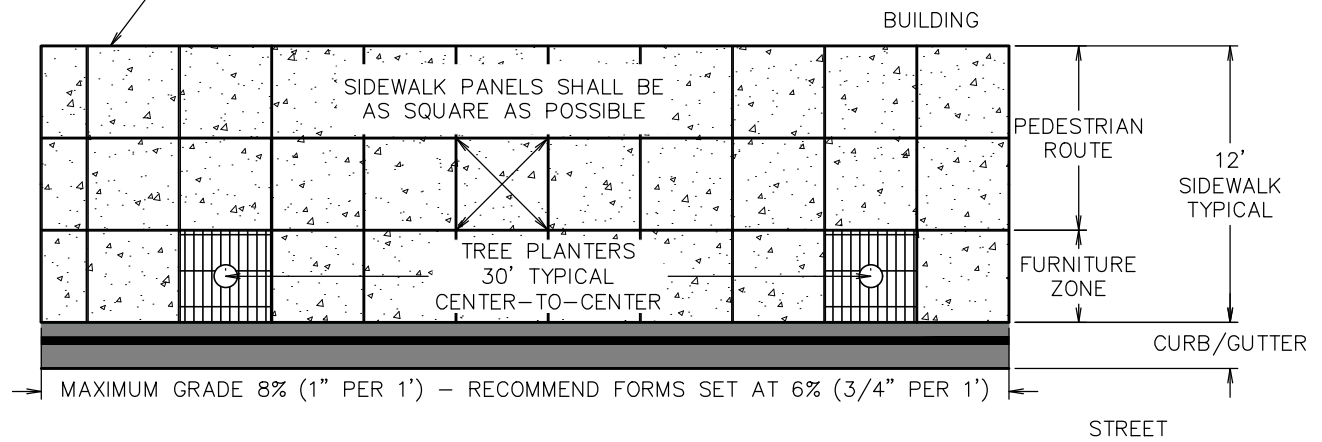 BUILDING
SIDEWALK PANELS SHALL BE
AS SQUARE AS POSSIBLE
PEDESTRIAN
ROUTE
12'
SIDEWALK
TYPICAL
TREE PLANTERS
30' TYPICAL
CENTER-TO-CENTER
FURNITURE
ZONE
CURB/GUTTER
MAXIMUM GRADE 8% (1" PER 1') - RECOMMEND FORMS SET AT 6% (3/4" PER 1')
STREET